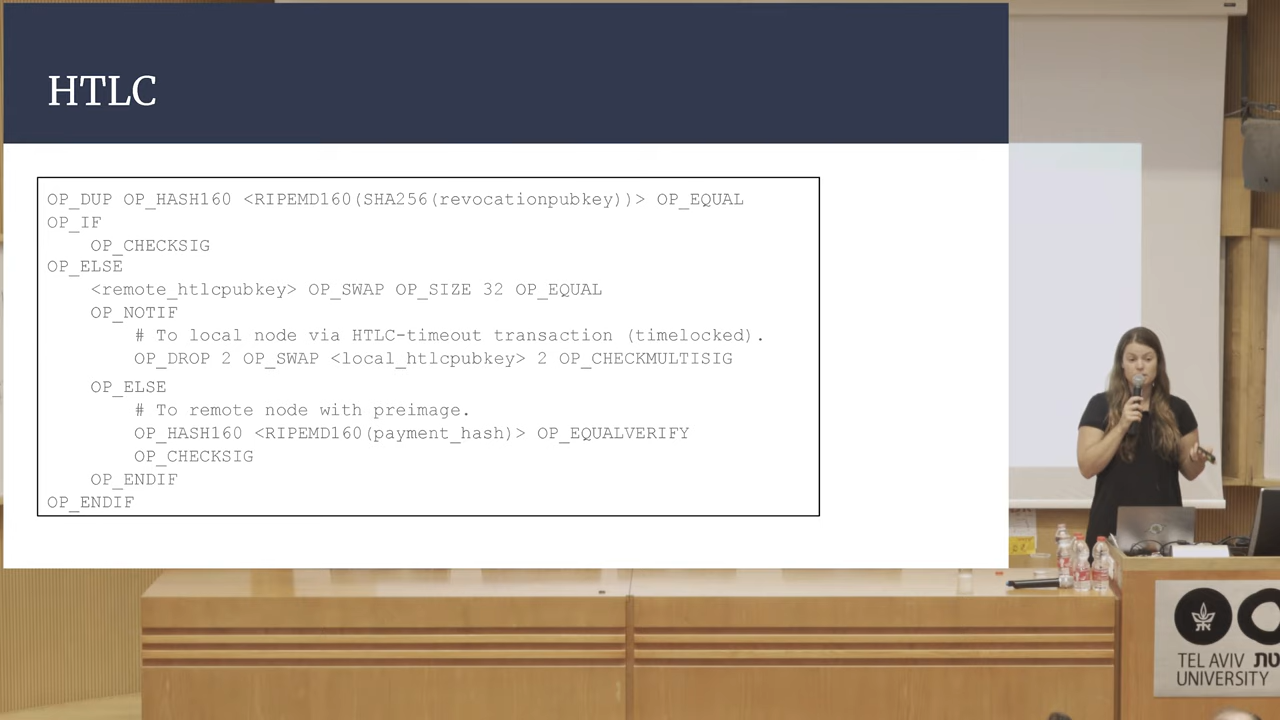 HTLC
OP_DUP OP_HASH160 <RIPEMD160(SHA256(revocationpubkey))> OP_EQUAL
OP_IF
OP_CHECKSIG
OP_ELSE
<remote_htlcpubkey> OP_SWAP OP_SIZE 32 OP_EQUAL
OP_NOTIF
# To local node via HTLC-timeout transaction (timelocked).
OP_DROP 2 OP_SWAP <local_htlcpubkey> 2 OP_CHECKMULTISIG
OP_ELSE
# To remote node with preimage.
OP_HASH160 <RIPEMD160(payment_hash)> OP_EQUALVERIFY
OP_CHECKSIG
OP_ENDIF
OP_ENDIF
TEL AVIV
UNIVERSITY